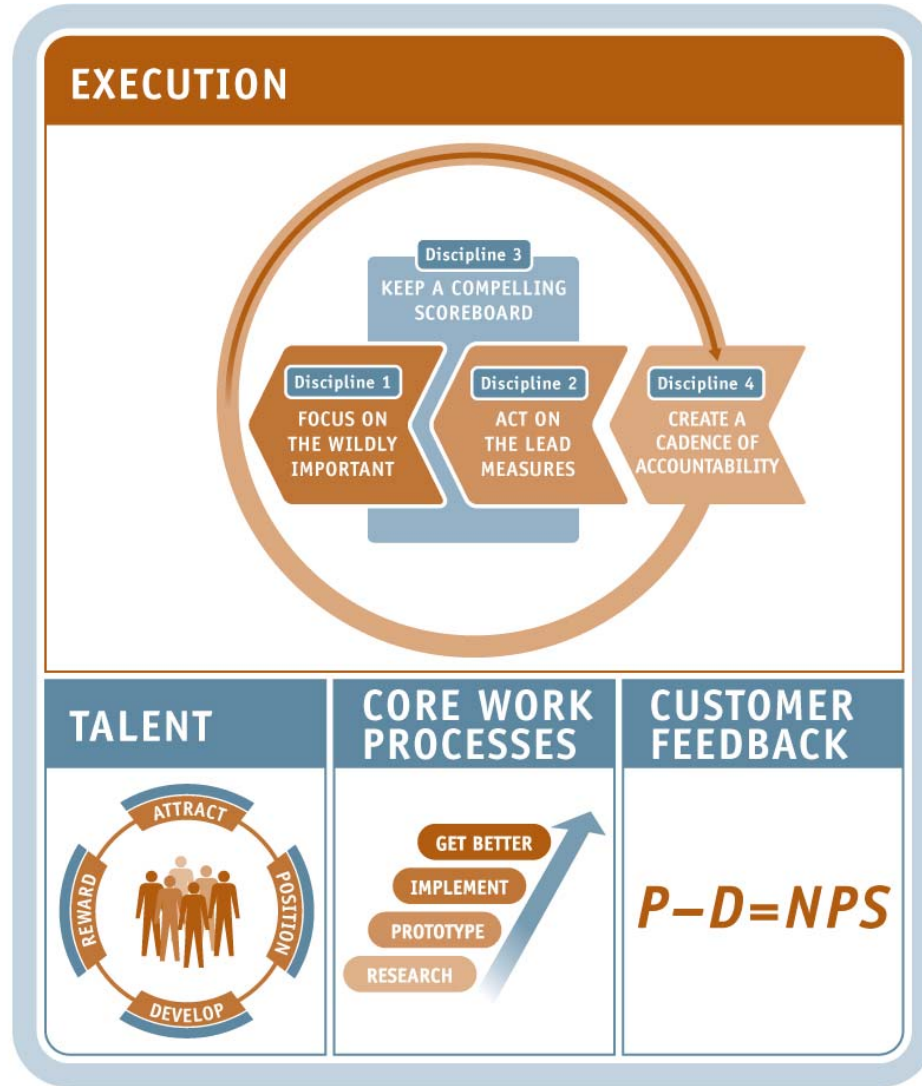 EXECUTION
Discipline 3
KEEP A COMPELLING
SCOREBOARD
Discipline 1
FOCUS ON
THE WILDLY
IMPORTANT
Discipline 2
ACT ON
THE LEAD
MEASURES
Discipline 4
CREATE A
CADENCE OF
ACCOUNTABILITY
TALENT
ATTRACT
POSITION
DEVELOP
REWARD
CORE WORK
PROCESSES
GET BETTER
IMPLEMENT
PROTOTYPE
RESEARCH
CUSTOMER
FEEDBACK
P–D=NPS